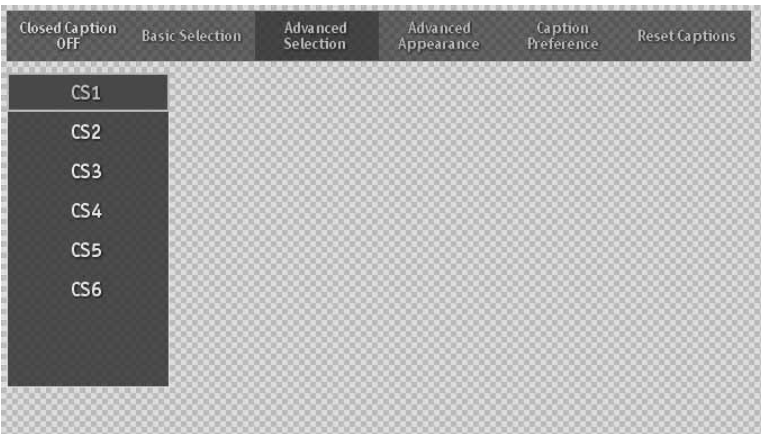 Closed Caption
OFF
Basic Selection
Advanced
Selection
Advanced
Appearance
Caption
Preference
Reset Captions
CS1
CS2
CS3
CS4
CS5
CS6